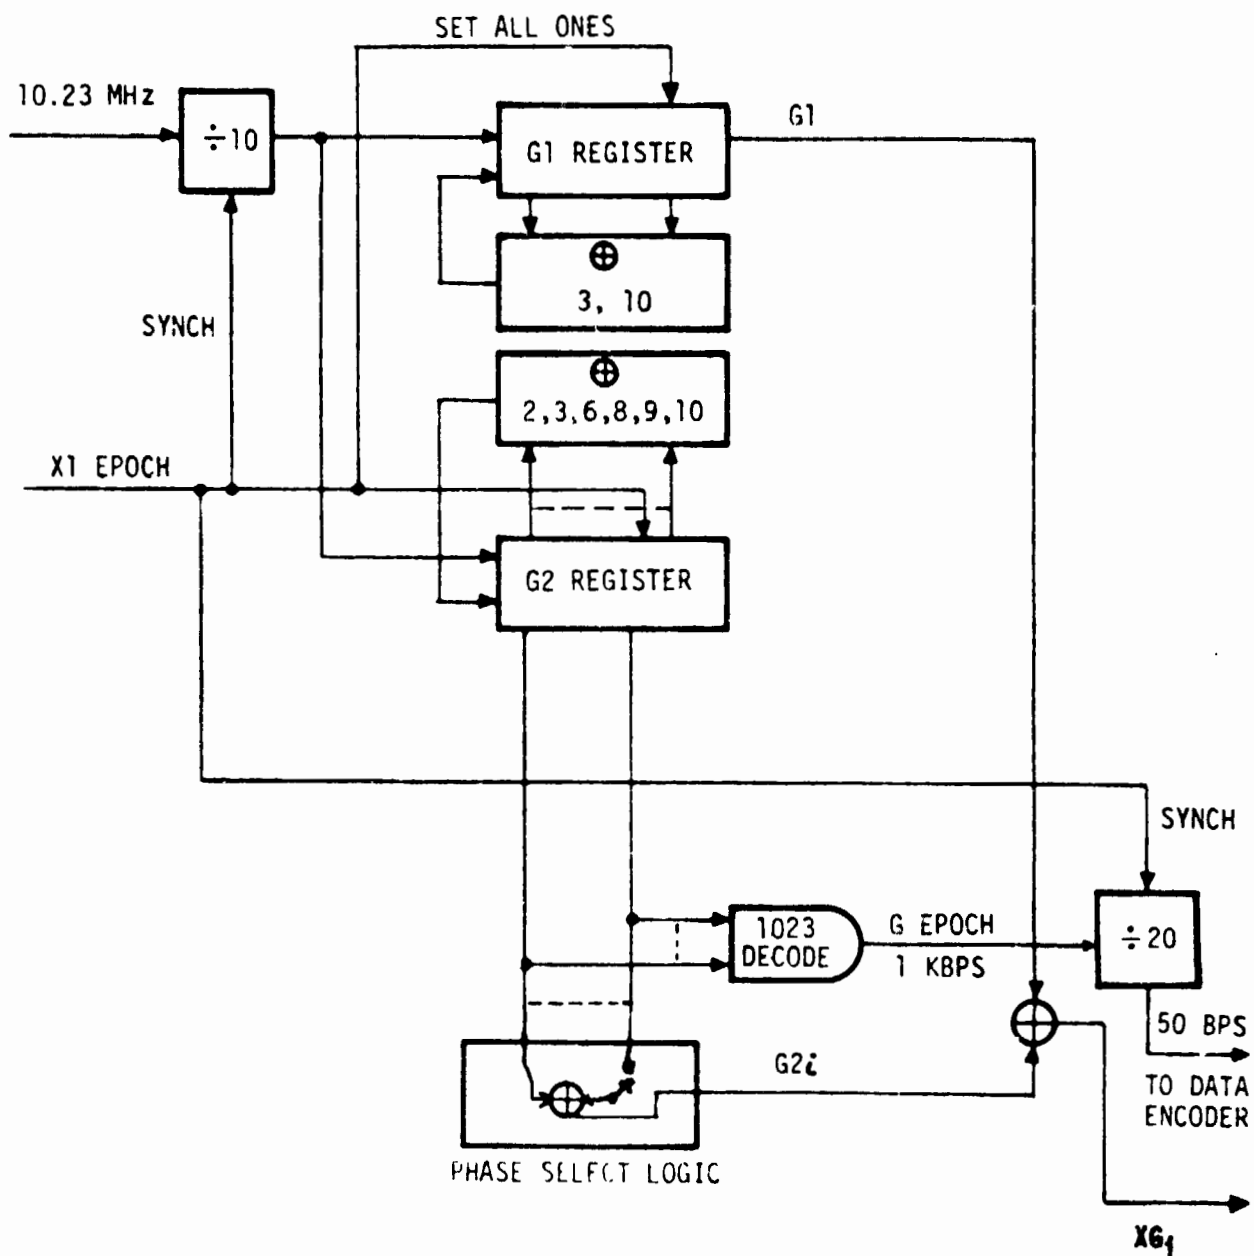 SET ALL ONES
10.23 MHz
÷10
G1 REGISTER
G1
⊕
3, 10
SYNCH
⊕
2,3,6,8,9,10
X1 EPOCH
G2 REGISTER
SYNCH
1023
DECODE
G EPOCH
1 KBPS
÷20
50 BPS
TO DATA
ENCODER
G2i
PHASE SELECT LOGIC
XG₁